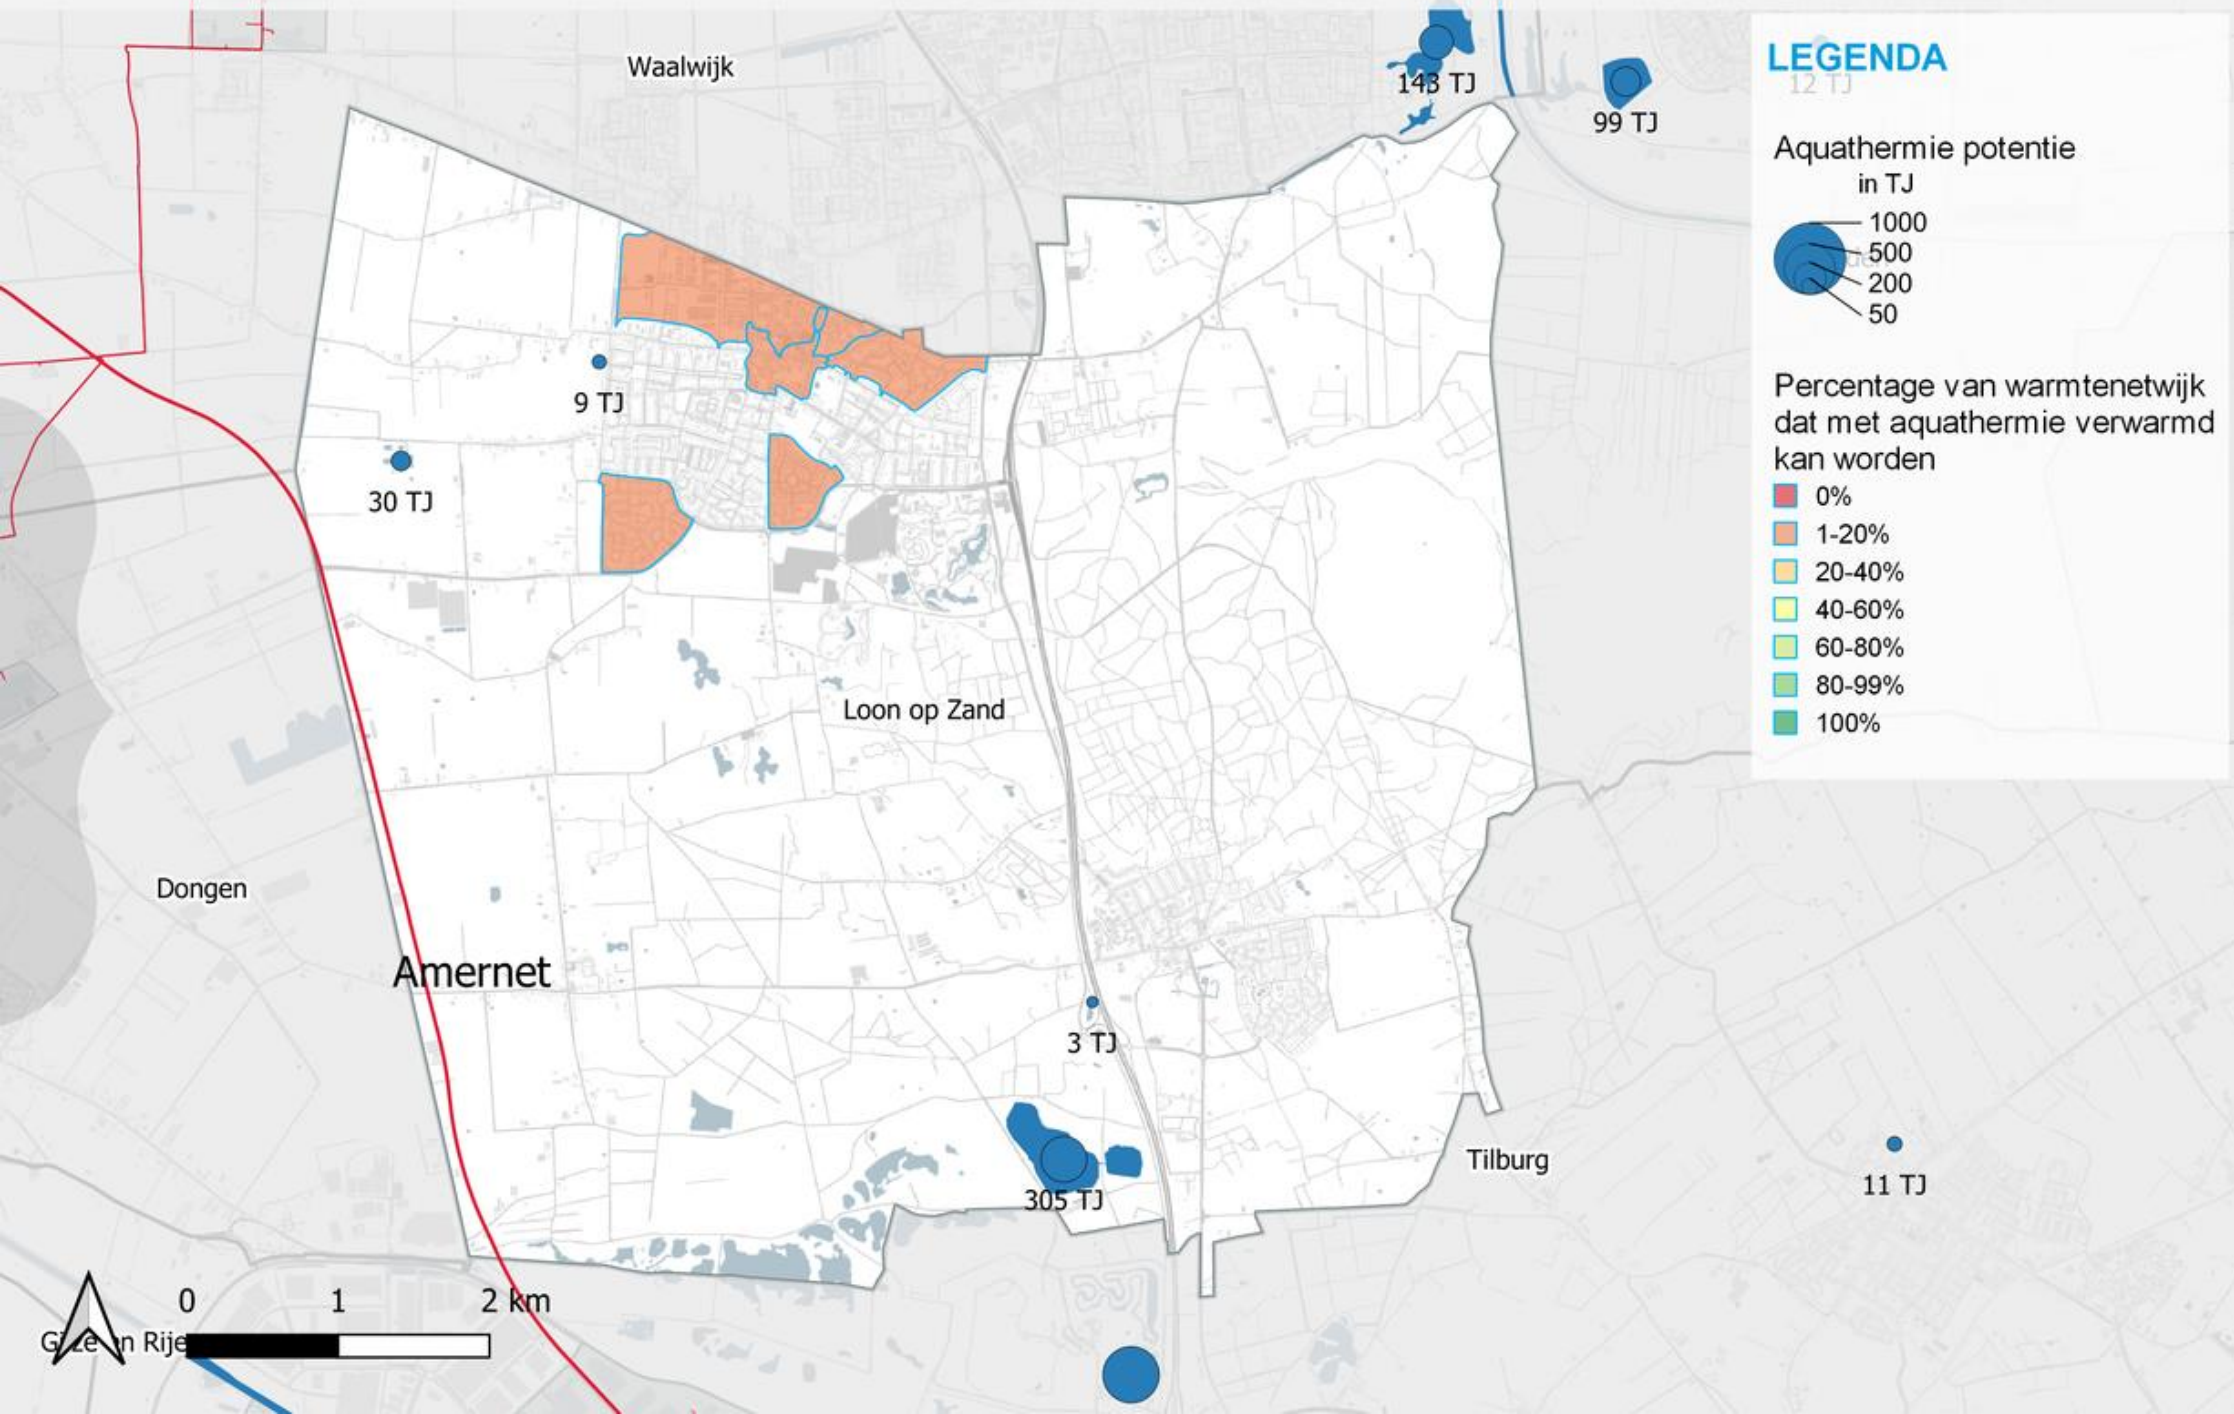 Waalwijk
143 TJ
99 TJ
LEGENDA
12 TJ
Aquathermie potentie
in TJ
1000
500
200
50
Percentage van warmtenetwijk
dat met aquathermie verwarmd
kan worden
0%
1-20%
20-40%
40-60%
60-80%
80-99%
100%
9 TJ
30 TJ
Loon op Zand
Dongen
Amernet
3 TJ
305 TJ
Tilburg
11 TJ
0 1 2 km